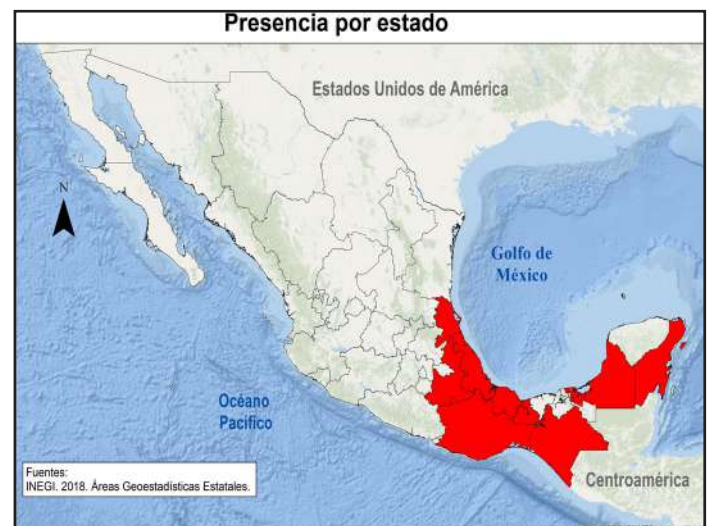 Presencia por estado
Estados Unidos de América
N
Golfo de
México
Océano
Pacífico
Fuentes:
INEGI. 2018. Áreas Geoestadísticas Estatales.
Centroamérica